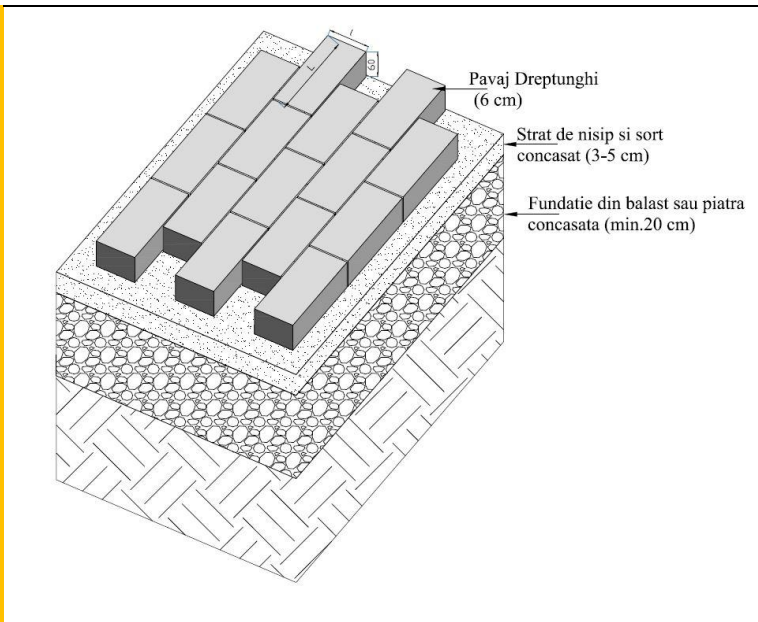 l
L
60
Pavaj Dreptunghi
(6 cm)
Strat de nisip si sort
concasat (3-5 cm)
Fundatie din balast sau piatra
concasata (min.20 cm)